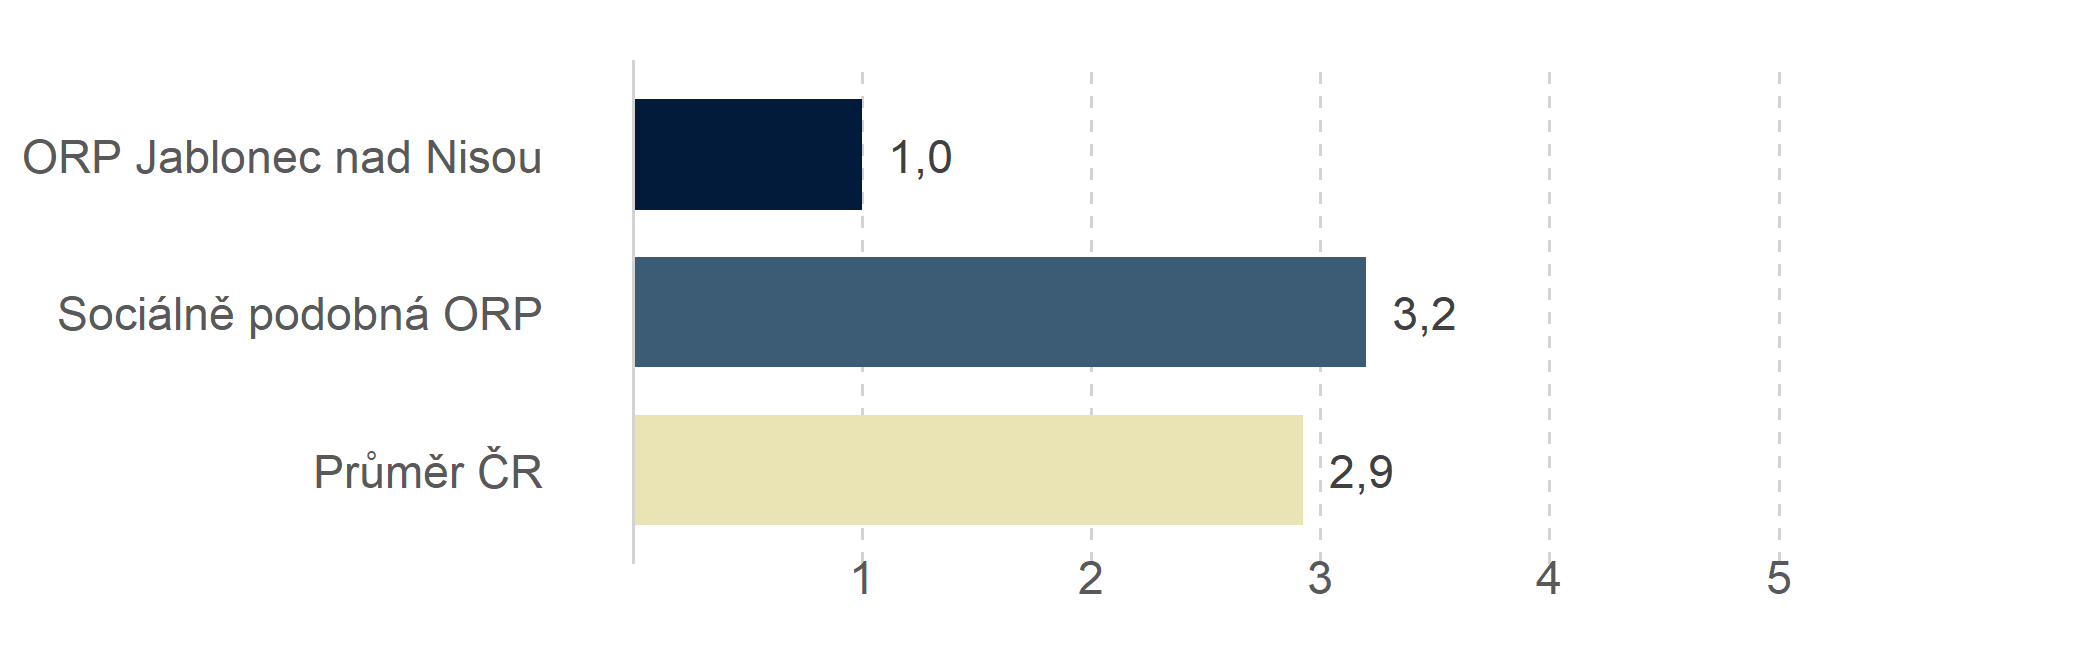 ORP Jablonec nad Nisou
1,0
Sociálně podobná ORP
3,2
Průměr ČR
2,9
1 2 3 4 5